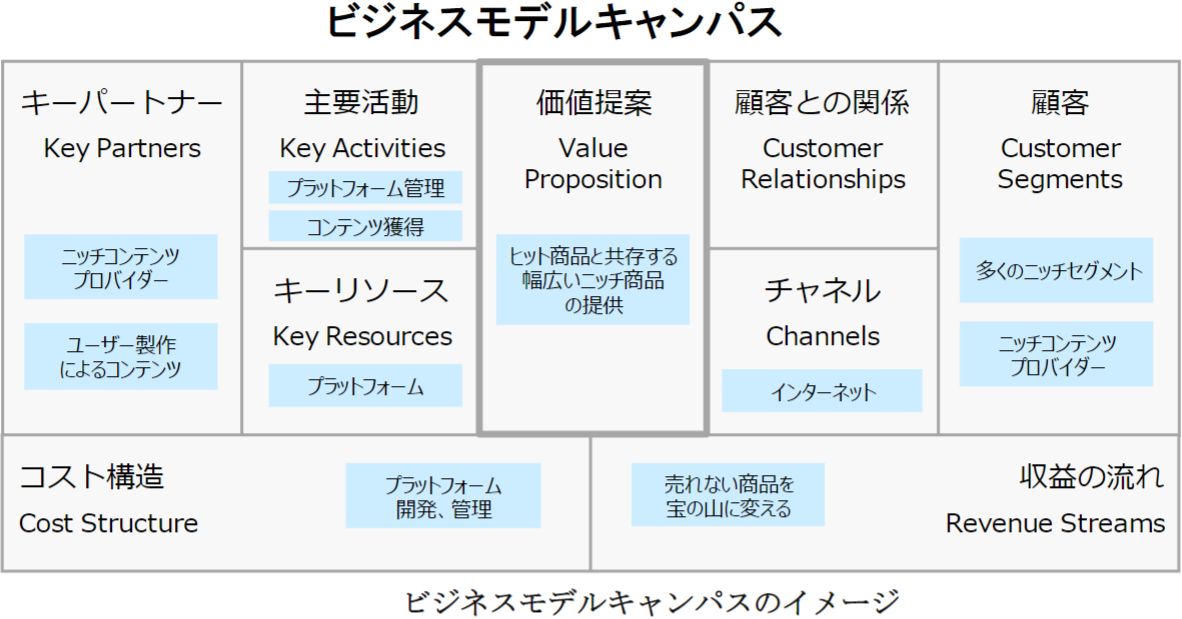 ビジネスモデルキャンパス
キーパートナー
Key Partners
ニッチコンテンツ
プロバイダー
ユーザー製作
によるコンテンツ
主要活動
Key Activities
プラットフォーム管理
コンテンツ獲得
キーリソース
Key Resources
プラットフォーム
価値提案
Value
Proposition
ヒット商品と共存する
幅広いニッチ商品
の提供
顧客との関係
Customer
Relationships
チャネル
Channels
インターネット
顧客
Customer
Segments
多くのニッチセグメント
ニッチコンテンツ
プロバイダー
コスト構造
Cost Structure
プラットフォーム
開発、管理
売れない商品を
宝の山に変える
収益の流れ
Revenue Streams
ビジネスモデルキャンパスのイメージ